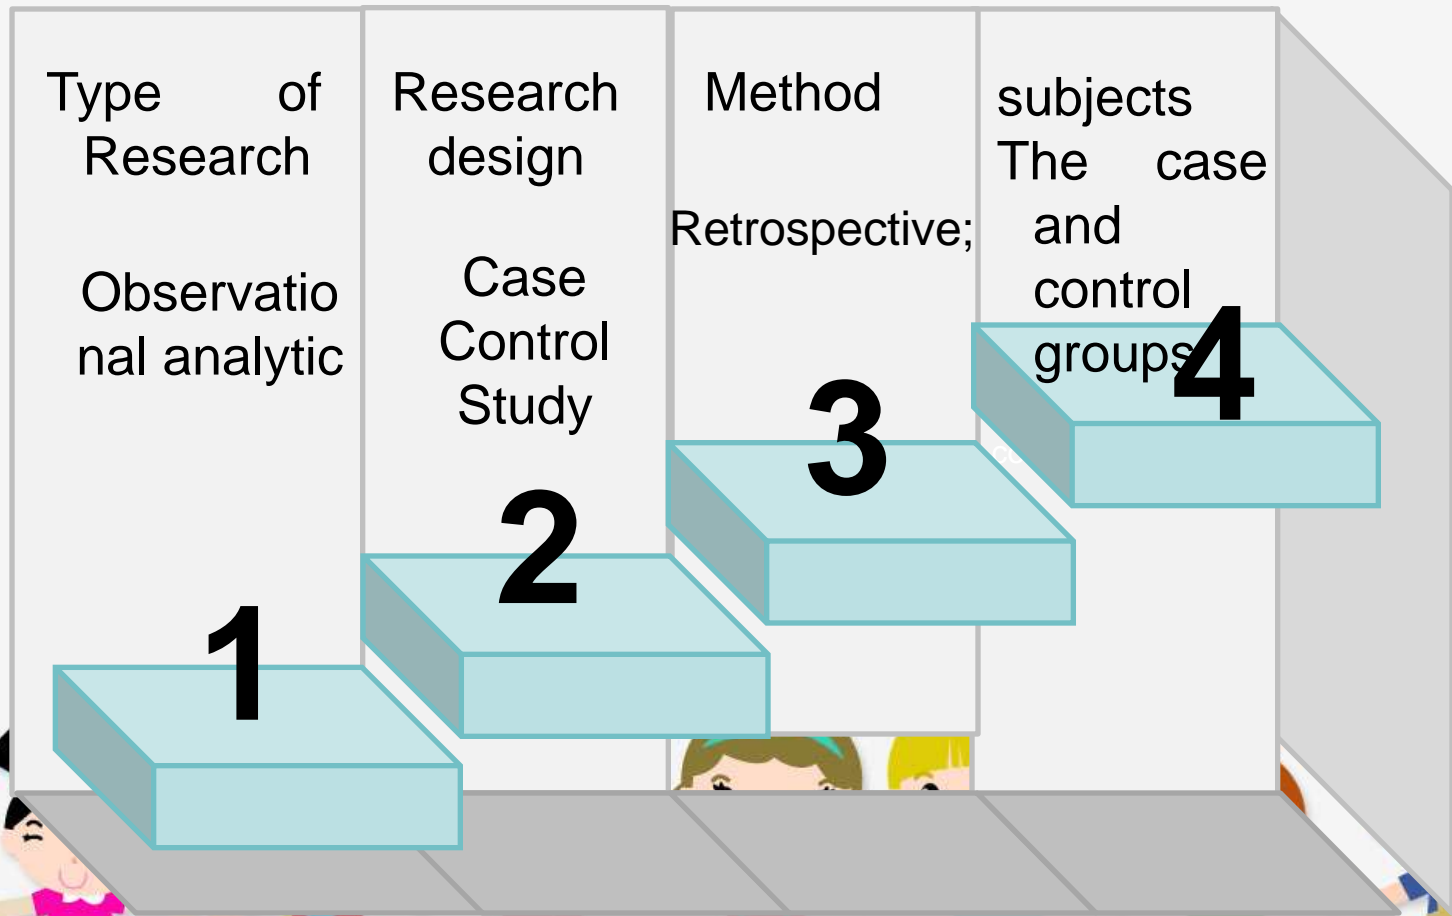 Type of
Research
Observatio
nal analytic
1
Research
design
Case
Control
Study
2
Method
Retrospective;
3
subjects
The case
and
control
groups
4